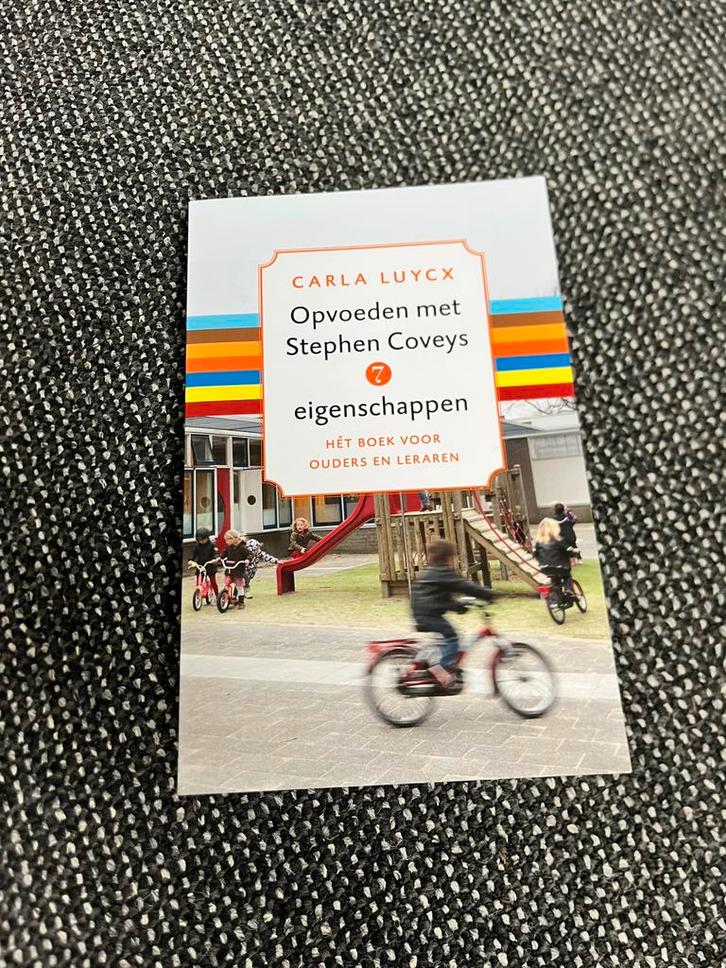 CARLA LUYCX
Opvoeden met
Stephen Coveys
7
eigenschappen
HÉT BOEK VOOR
OUDERS EN LERAREN